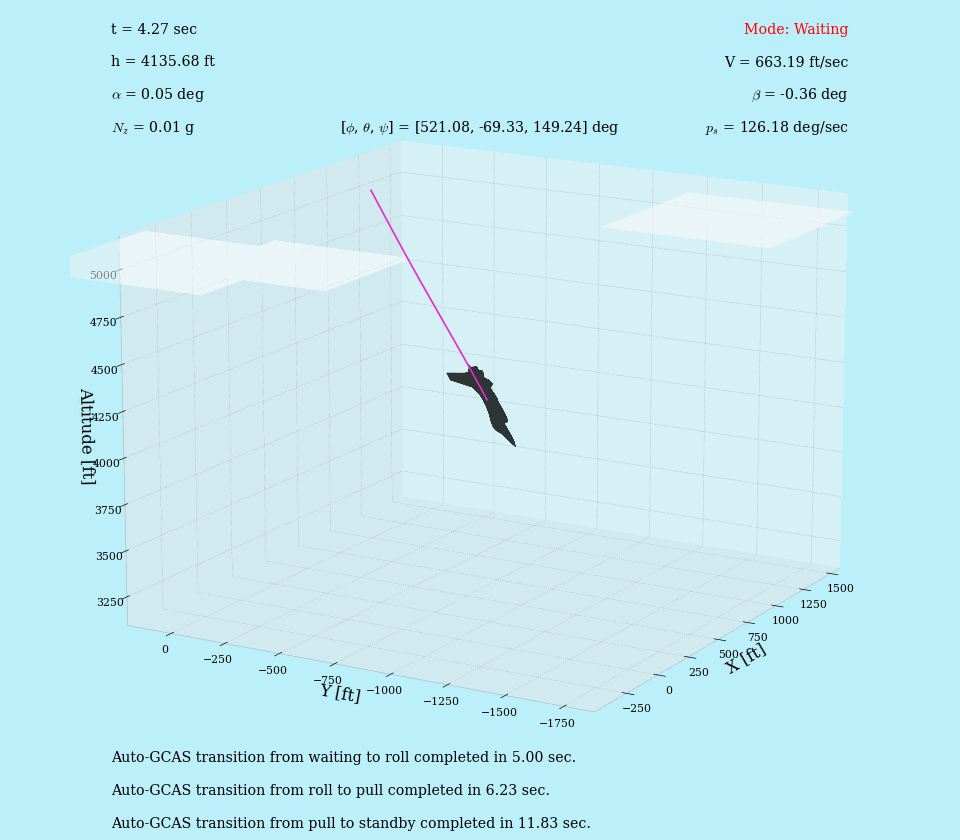 t = 4.27 sec
Mode: Waiting
h = 4135.68 ft
V = 663.19 ft/sec
α = 0.05 deg
β = -0.36 deg
N_z = 0.01 g
[ϕ, θ, ψ] = [521.08, -69.33, 149.24] deg
p_s = 126.18 deg/sec
5000
4750
4500
4250
4000
3750
3500
3250
Altitude [ft]
0
−250
−500
−750
−1000
−1250
−1500
−1750
Y [ft]
−250
0
250
500
750
1000
1250
1500
X [ft]
Auto-GCAS transition from waiting to roll completed in 5.00 sec.
Auto-GCAS transition from roll to pull completed in 6.23 sec.
Auto-GCAS transition from pull to standby completed in 11.83 sec.